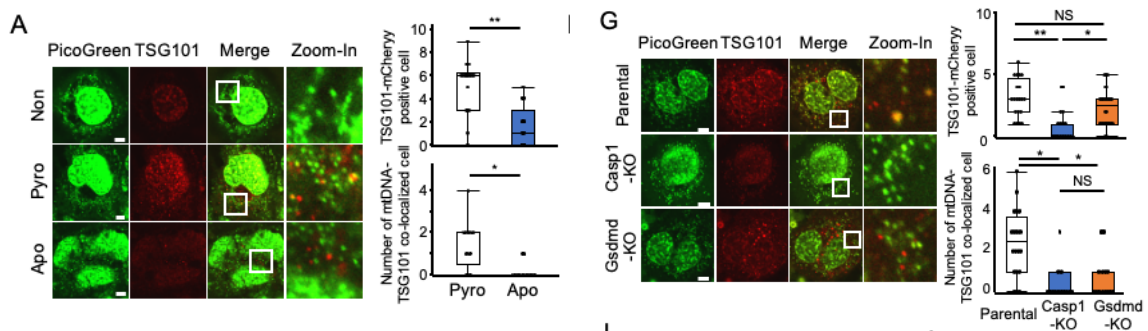 A
PicoGreen TSG101 Merge Zoom-In
Non
Pyro
Apo
TSG101-mCherryy
positive cell
10
8
6
4
2
0
**
Number of mtDNA-
TSG101 co-localized cell
4
2
0
*
Pyro Apo
G
PicoGreen TSG101 Merge Zoom-In
Parental
Casp1
-KO
Gsdmd
-KO
TSG101-mCherryy
positive cell
10
5
0
NS
** *
Number of mtDNA-
TSG101 co-localized cell
6
4
2
0
* *
NS
Parental Casp1 Gsdmd
-KO -KO